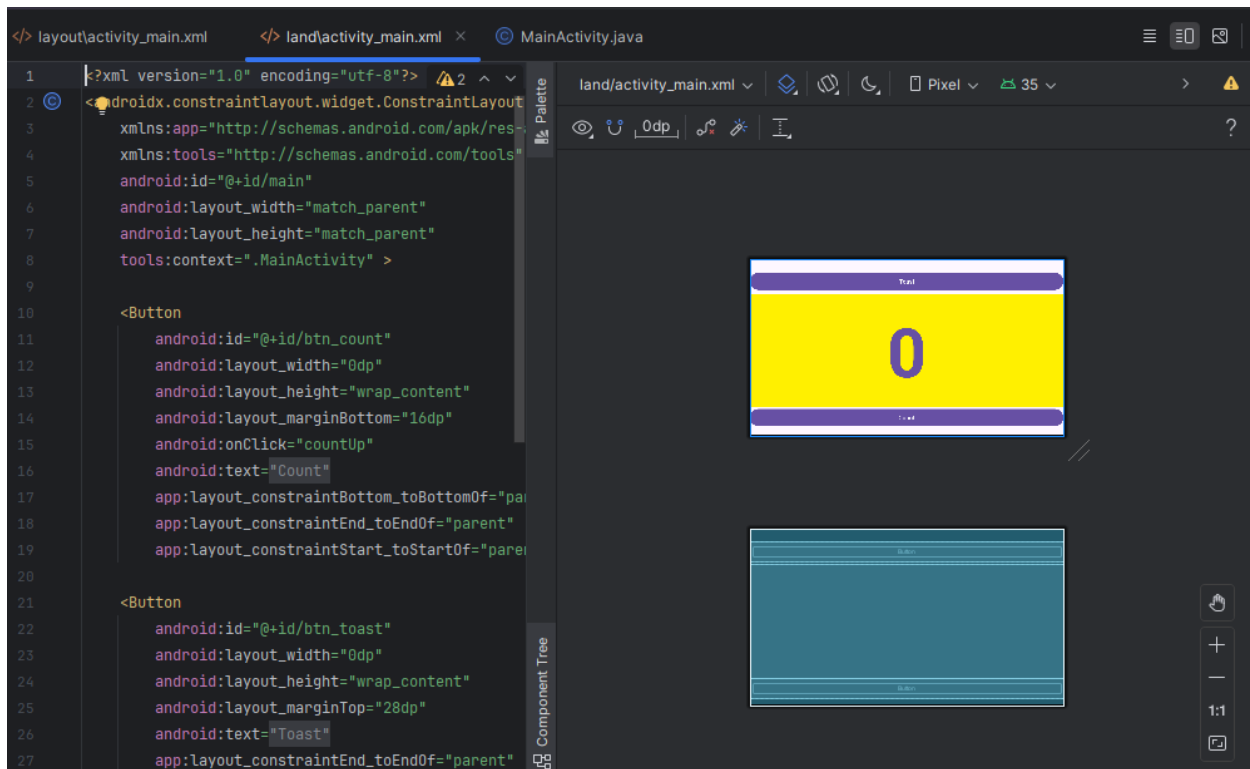 layout\activity_main.xml
land\activity_main.xml
MainActivity.java
1 <?xml version="1.0" encoding="utf-8"?>
2
2 <androidx.constraintlayout.widget.ConstraintLayout
3 xmlns:app="http://schemas.android.com/apk/res-
4 xmlns:tools="http://schemas.android.com/tools"
5 android:id="@+id/main"
6 android:layout_width="match_parent"
7 android:layout_height="match_parent"
8 tools:context=".MainActivity" >
9
10 <Button
11 android:id="@+id/btn_count"
12 android:layout_width="0dp"
13 android:layout_height="wrap_content"
14 android:layout_marginBottom="16dp"
15 android:onClick="countUp"
16 android:text="Count"
17 app:layout_constraintBottom_toBottomOf="pa
18 app:layout_constraintEnd_toEndOf="parent"
19 app:layout_constraintStart_toStartOf="pare
20
21 <Button
22 android:id="@+id/btn_toast"
23 android:layout_width="0dp"
24 android:layout_height="wrap_content"
25 android:layout_marginTop="28dp"
26 android:text="Toast"
27 app:layout_constraintEnd_toEndOf="parent"
Palette
Component Tree
land/activity_main.xml
Pixel
35
0dp
?
0
Button
Button
1:1